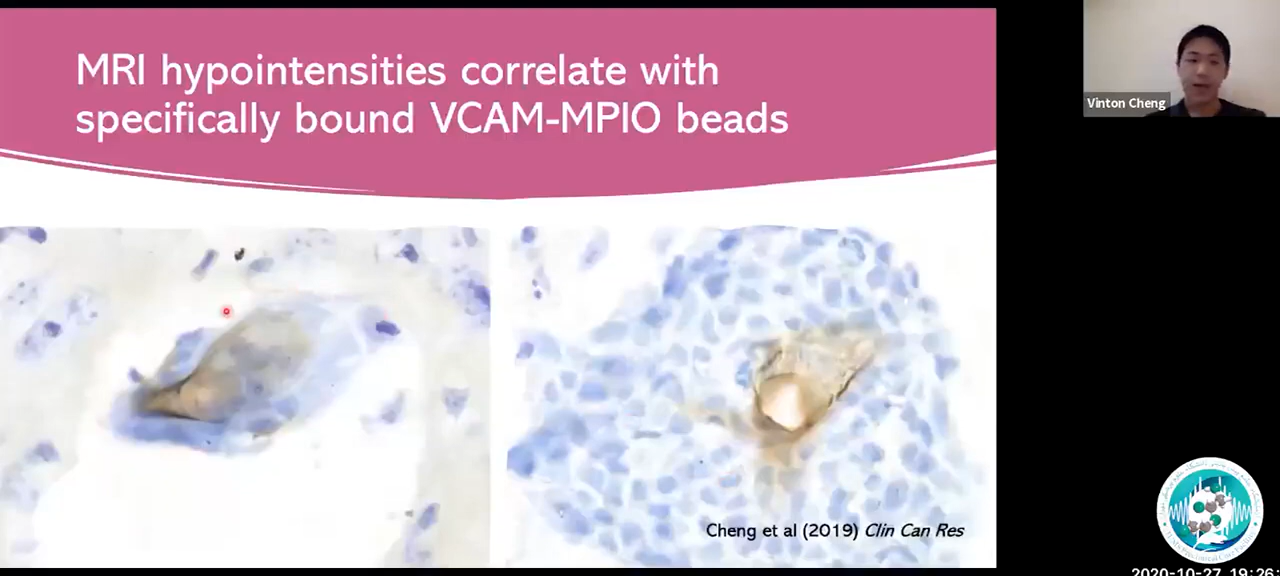 MRI hypointensities correlate with
specifically bound VCAM-MPIO beads
Vinton Cheng
Cheng et al (2019) Clin Can Res
2020-10-27 19:26: